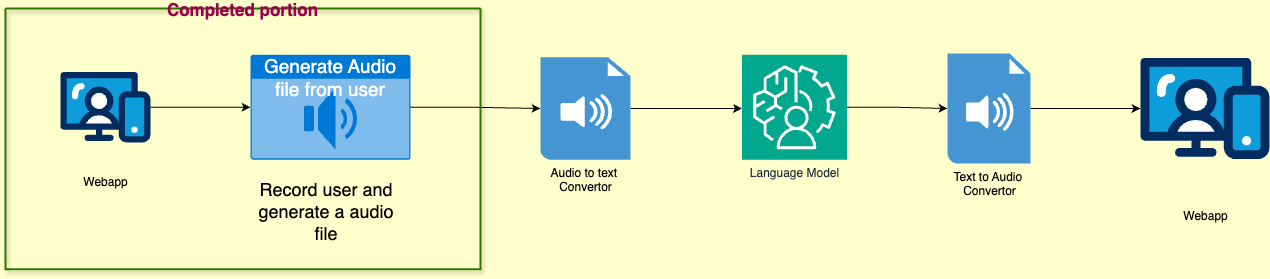 Completed portion
Generate Audio
file from user
Webapp
Record user and
generate a audio
file
Audio to text
Convertor
Language Model
Text to Audio
Convertor
Webapp